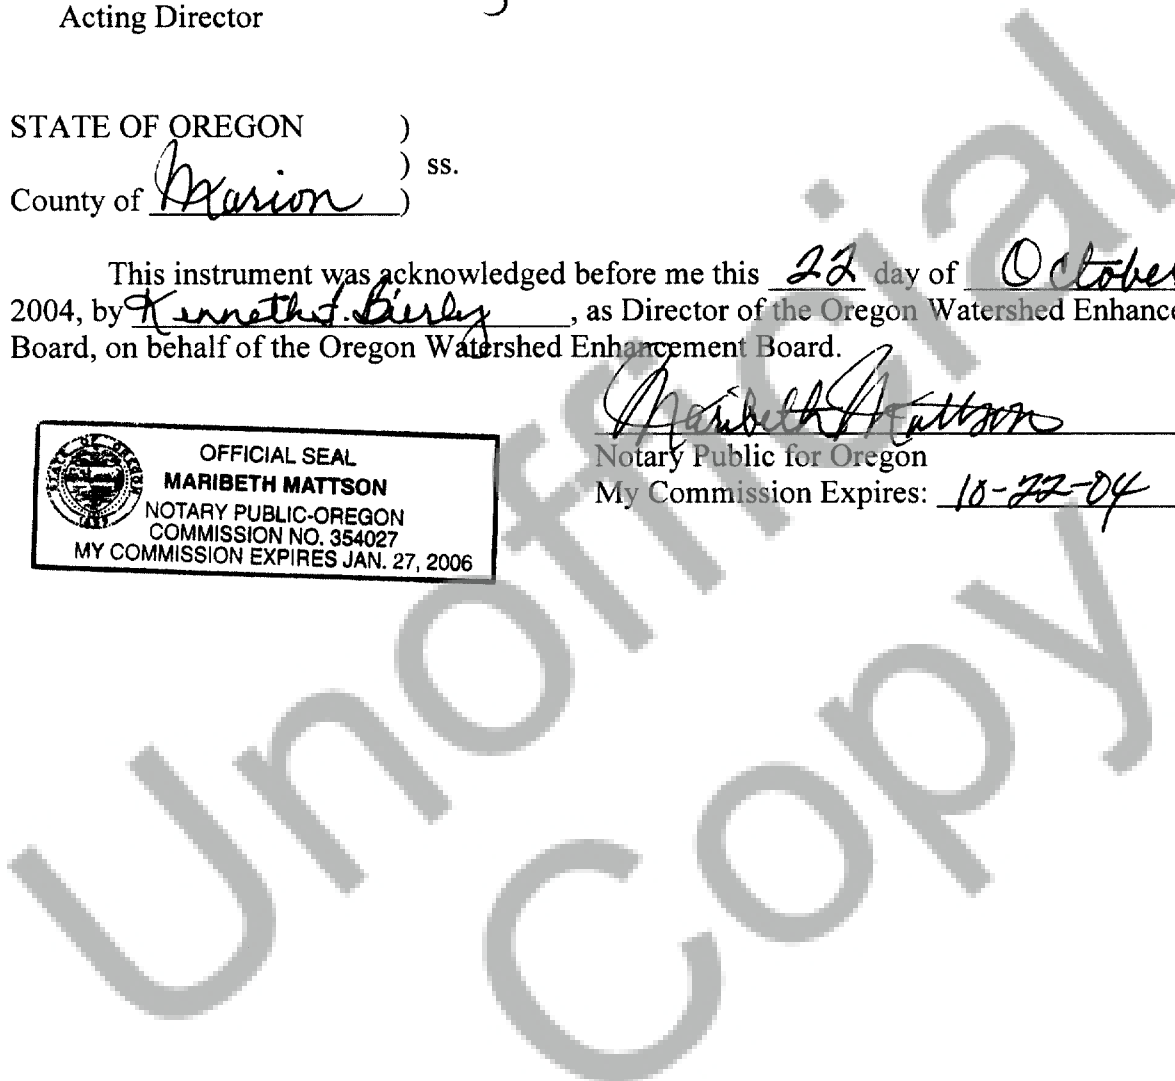 Acting Director
STATE OF OREGON )
) ss.
County of Marion )
This instrument was acknowledged before me this 22 day of October
2004, by Kenneth F. Bierly, as Director of the Oregon Watershed Enhance
Board, on behalf of the Oregon Watershed Enhancement Board.
Maribeth Mattson
Notary Public for Oregon
My Commission Expires: 10-22-04
STATE OF OREGON
OFFICIAL SEAL
MARIBETH MATTSON
NOTARY PUBLIC-OREGON
COMMISSION NO. 354027
MY COMMISSION EXPIRES JAN. 27, 2006
Unofficial
Copy